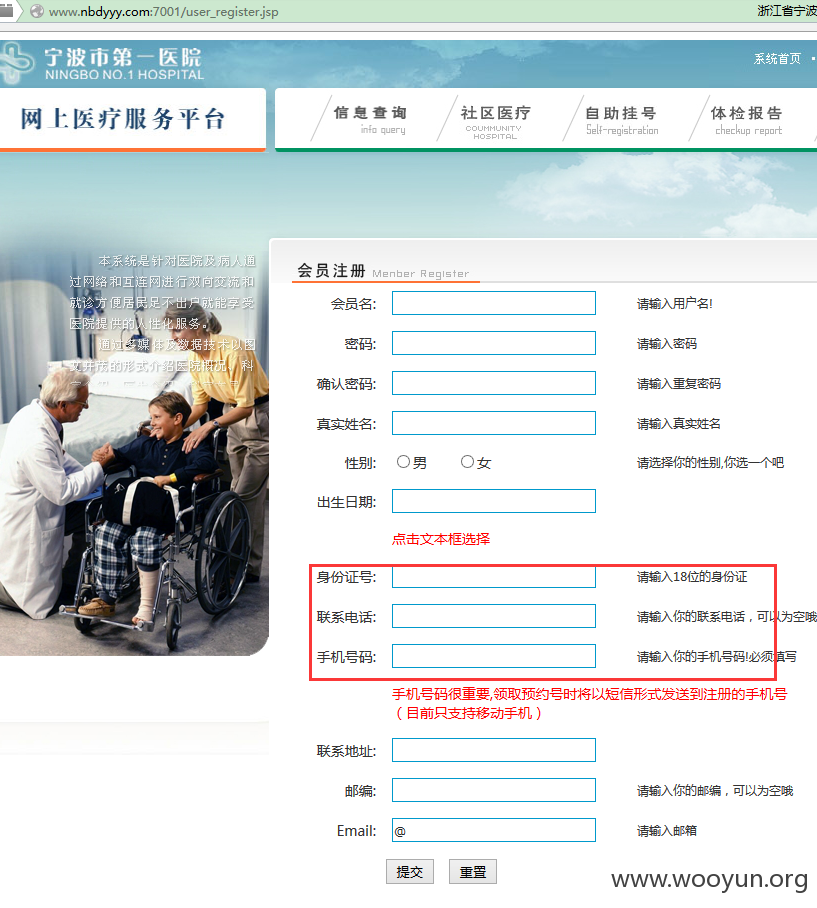 www.nbdyyy.com:7001/user_register.jsp
浙江省宁波
宁波市第一医院
NINGBO NO.1 HOSPITAL
系统首页
网上医疗服务平台
信息查询
info query
社区医疗
COUMMUNITY
HOSPITAL
自助挂号
Self-registration
体检报告
checkup report
本系统是针对医院及病人通
过网络和互连网进行双向交流和
就诊方便居民足不出户就能享受
医院提供的人性化服务。
通过多媒体及数据技术以图
文并茂的形式介绍医院概况、科
会员注册 Menber Register
会员名: 请输入用户名!
密码: 请输入密码
确认密码: 请输入重复密码
真实姓名: 请输入真实姓名
性别: 男 女 请选择你的性别,你选一个吧
出生日期:
点击文本框选择
身份证号: 请输入18位的身份证
联系电话: 请输入你的联系电话，可以为空哦
手机号码: 请输入你的手机号码!必须填写
手机号码很重要,领取预约号时将以短信形式发送到注册的手机号
（目前只支持移动手机）
联系地址:
邮编: 请输入你的邮编，可以为空哦
Email: @ 请输入邮箱
提交 重置
www.wooyun.org